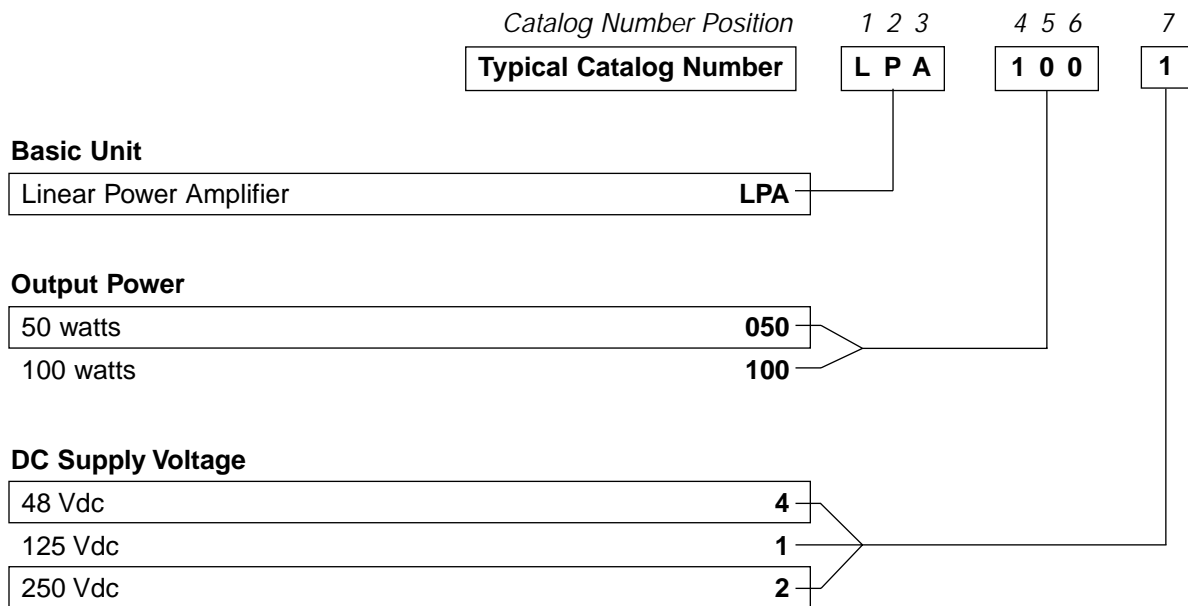 Catalog Number Position 1 2 3 4 5 6 7
Typical Catalog Number L P A 1 0 0 1
Basic Unit
Linear Power Amplifier LPA
Output Power
50 watts 050
100 watts 100
DC Supply Voltage
48 Vdc 4
125 Vdc 1
250 Vdc 2